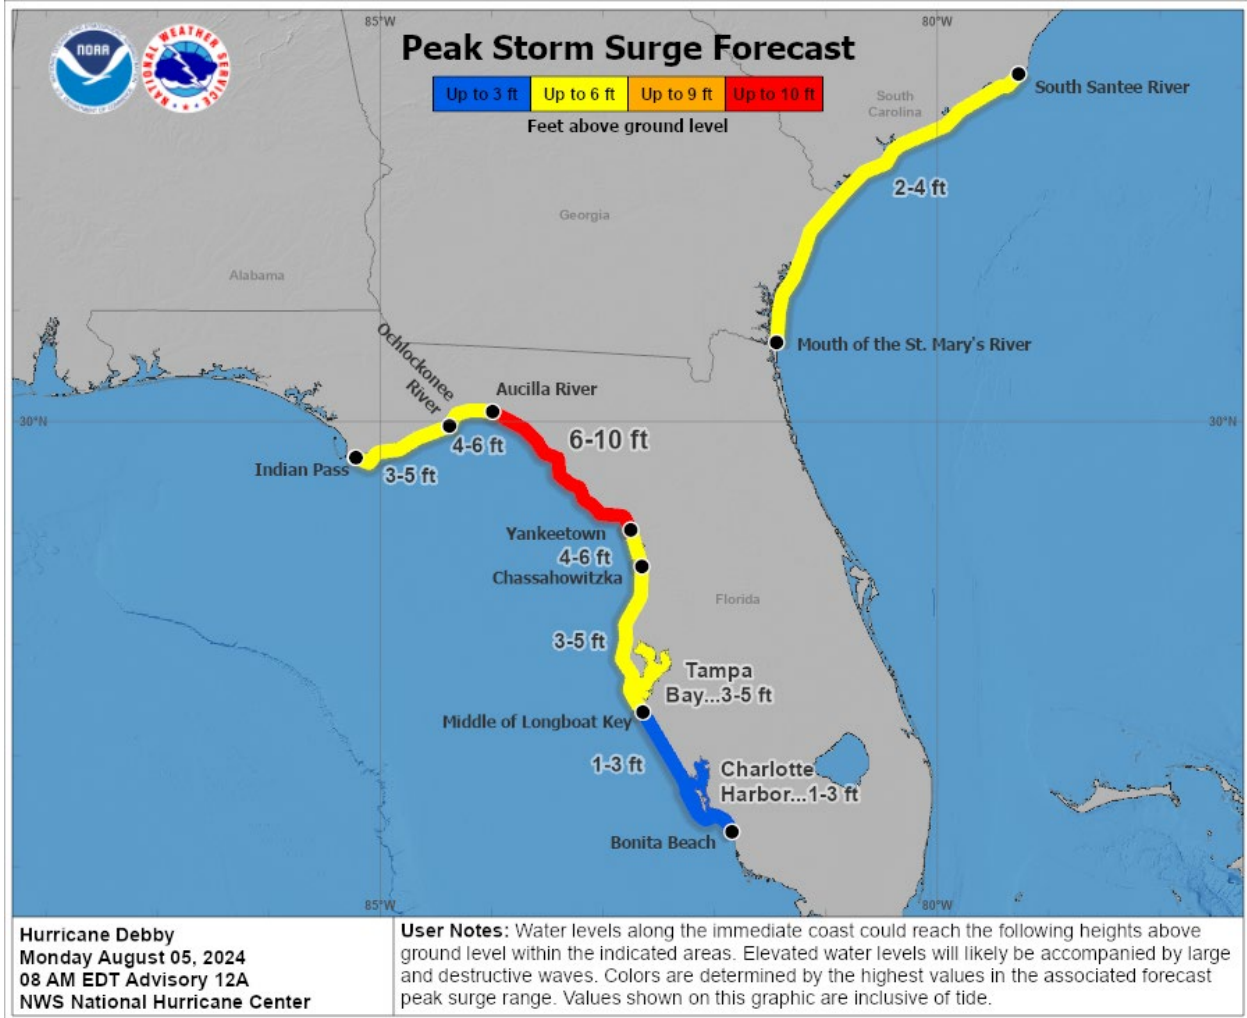 85°W
80°W
NOAA
NATIONAL WEATHER SERVICE
Peak Storm Surge Forecast
Up to 3 ft
Up to 6 ft
Up to 9 ft
Up to 10 ft
Feet above ground level
South Santee River
South
Carolina
2-4 ft
Georgia
Alabama
Mouth of the St. Mary's River
Ochlockonee
River
Aucilla River
30°N
30°N
6-10 ft
4-6 ft
Indian Pass
3-5 ft
Yankeetown
4-6 ft
Chassahowitzka
Florida
3-5 ft
Tampa
Bay...3-5 ft
Middle of Longboat Key
1-3 ft
Charlotte
Harbor...1-3 ft
Bonita Beach
85°W
80°W
Hurricane Debby
Monday August 05, 2024
08 AM EDT Advisory 12A
NWS National Hurricane Center
User Notes: Water levels along the immediate coast could reach the following heights above
ground level within the indicated areas. Elevated water levels will likely be accompanied by large
and destructive waves. Colors are determined by the highest values in the associated forecast
peak surge range. Values shown on this graphic are inclusive of tide.